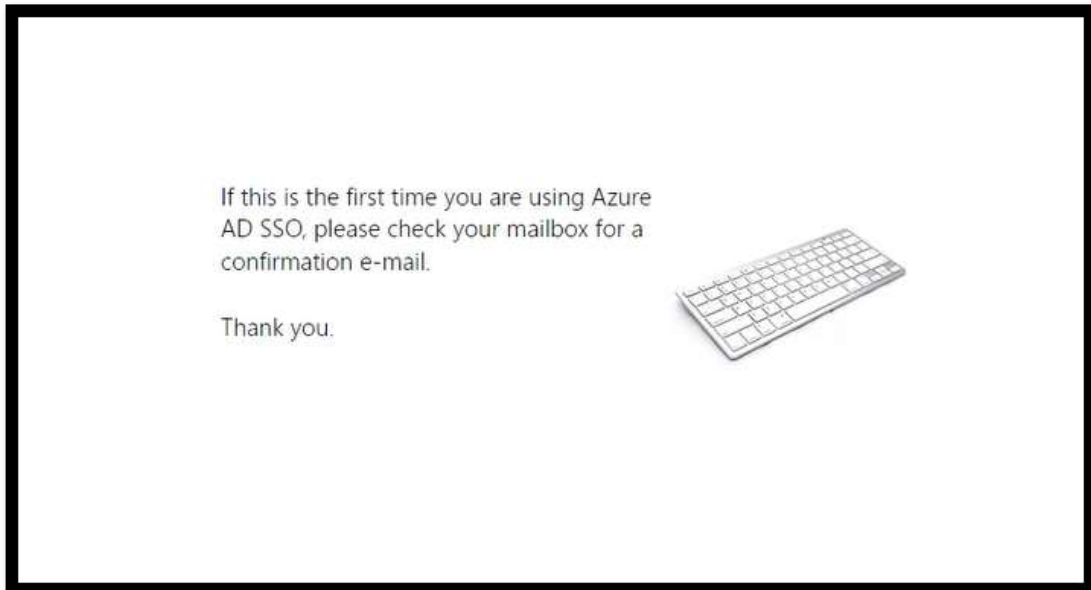 If this is the first time you are using Azure
AD SSO, please check your mailbox for a
confirmation e-mail.
Thank you.